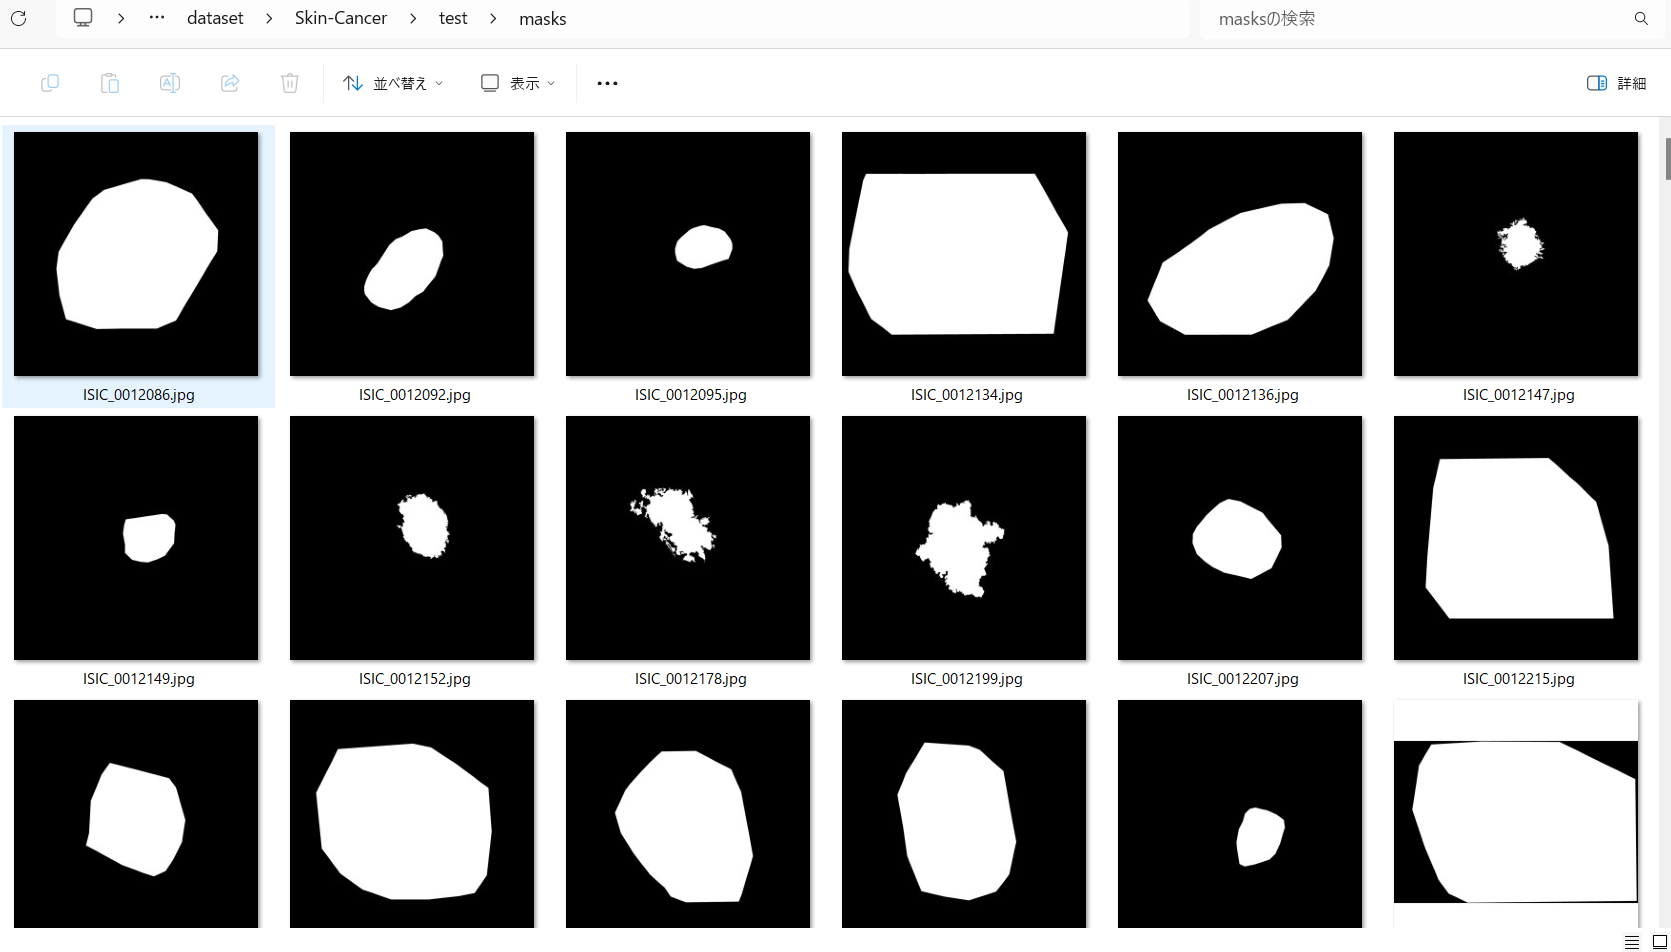 dataset Skin-Cancer test masks masksの検索
並べ替え 表示 詳細
ISIC_0012086.jpg ISIC_0012092.jpg ISIC_0012095.jpg ISIC_0012134.jpg ISIC_0012136.jpg ISIC_0012147.jpg
ISIC_0012149.jpg ISIC_0012152.jpg ISIC_0012178.jpg ISIC_0012199.jpg ISIC_0012207.jpg ISIC_0012215.jpg